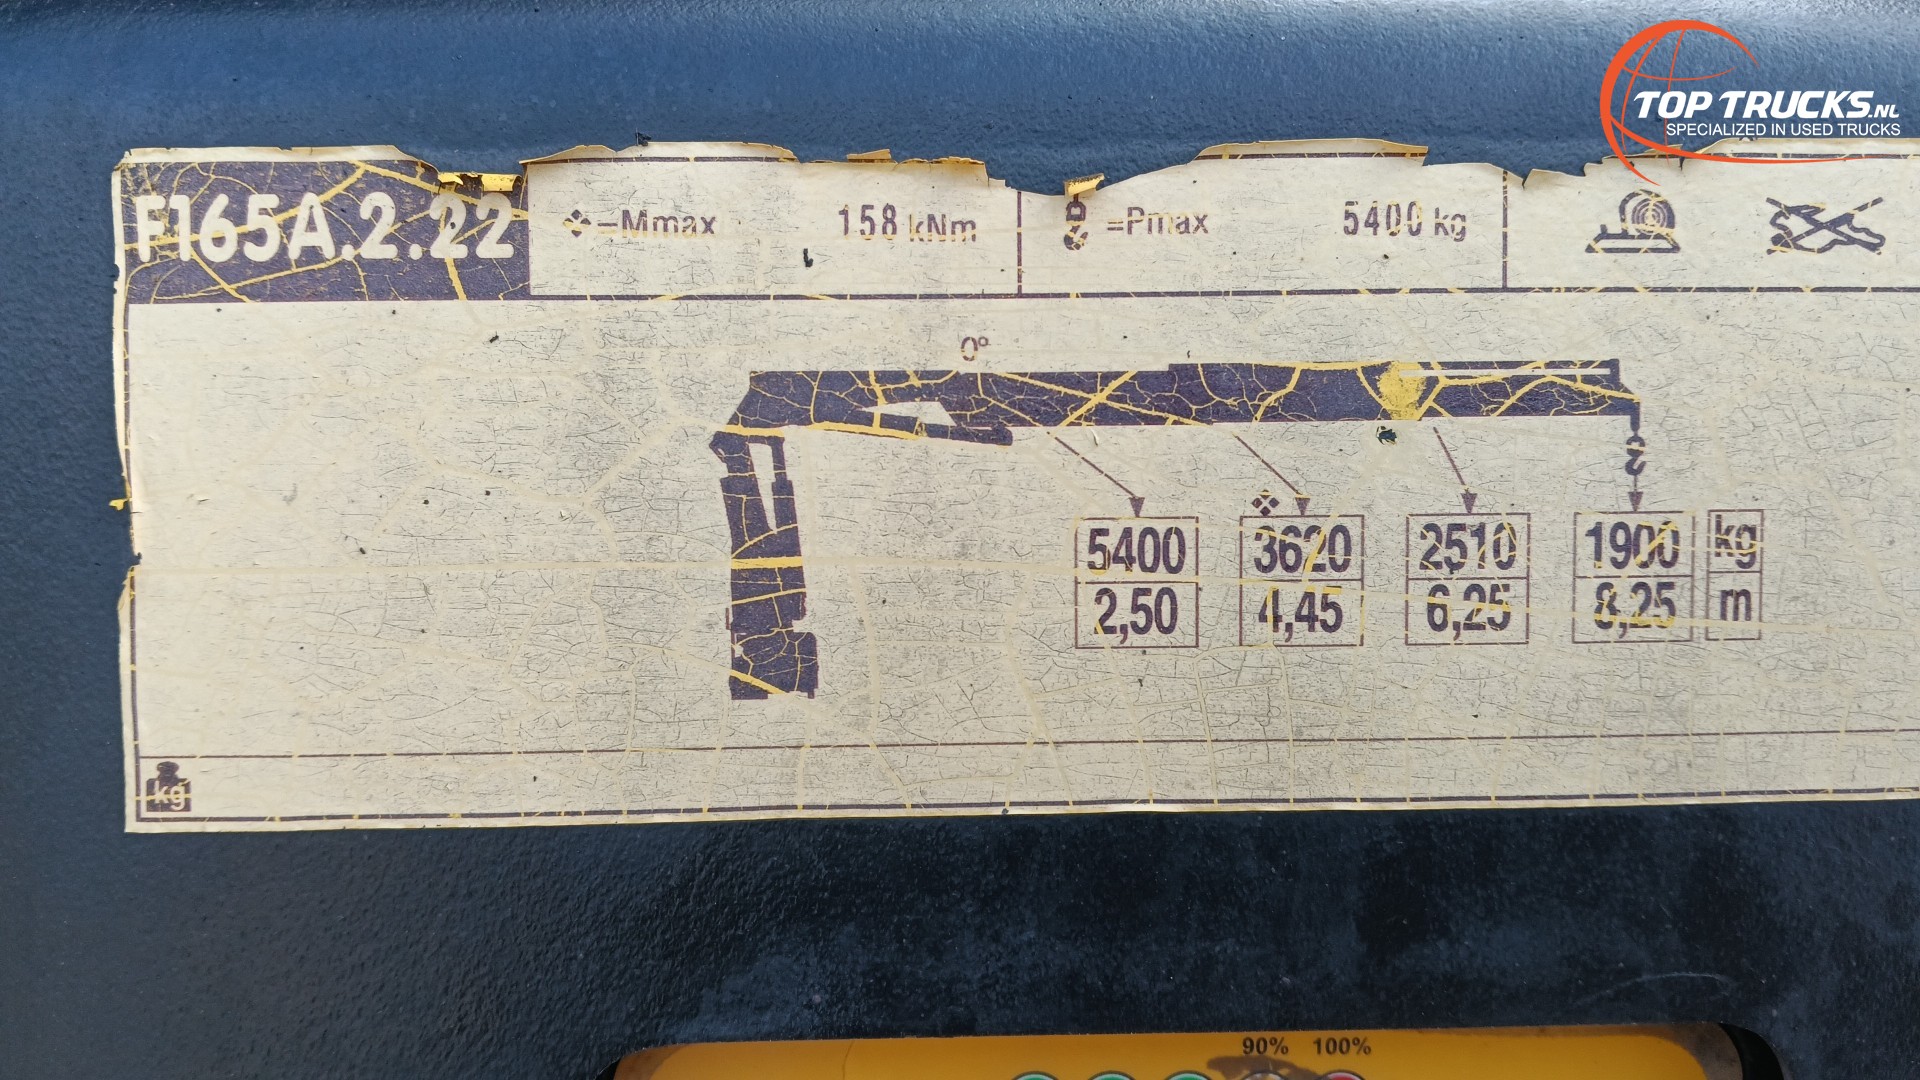 TOP TRUCKS.NL
SPECIALIZED IN USED TRUCKS
F165A.2.22
=Mmax 158 kNm
=Pmax 5400 kg
0°
5400 3620 2510 1900 kg
2,50 4,45 6,25 8,25 m
kg
90% 100%